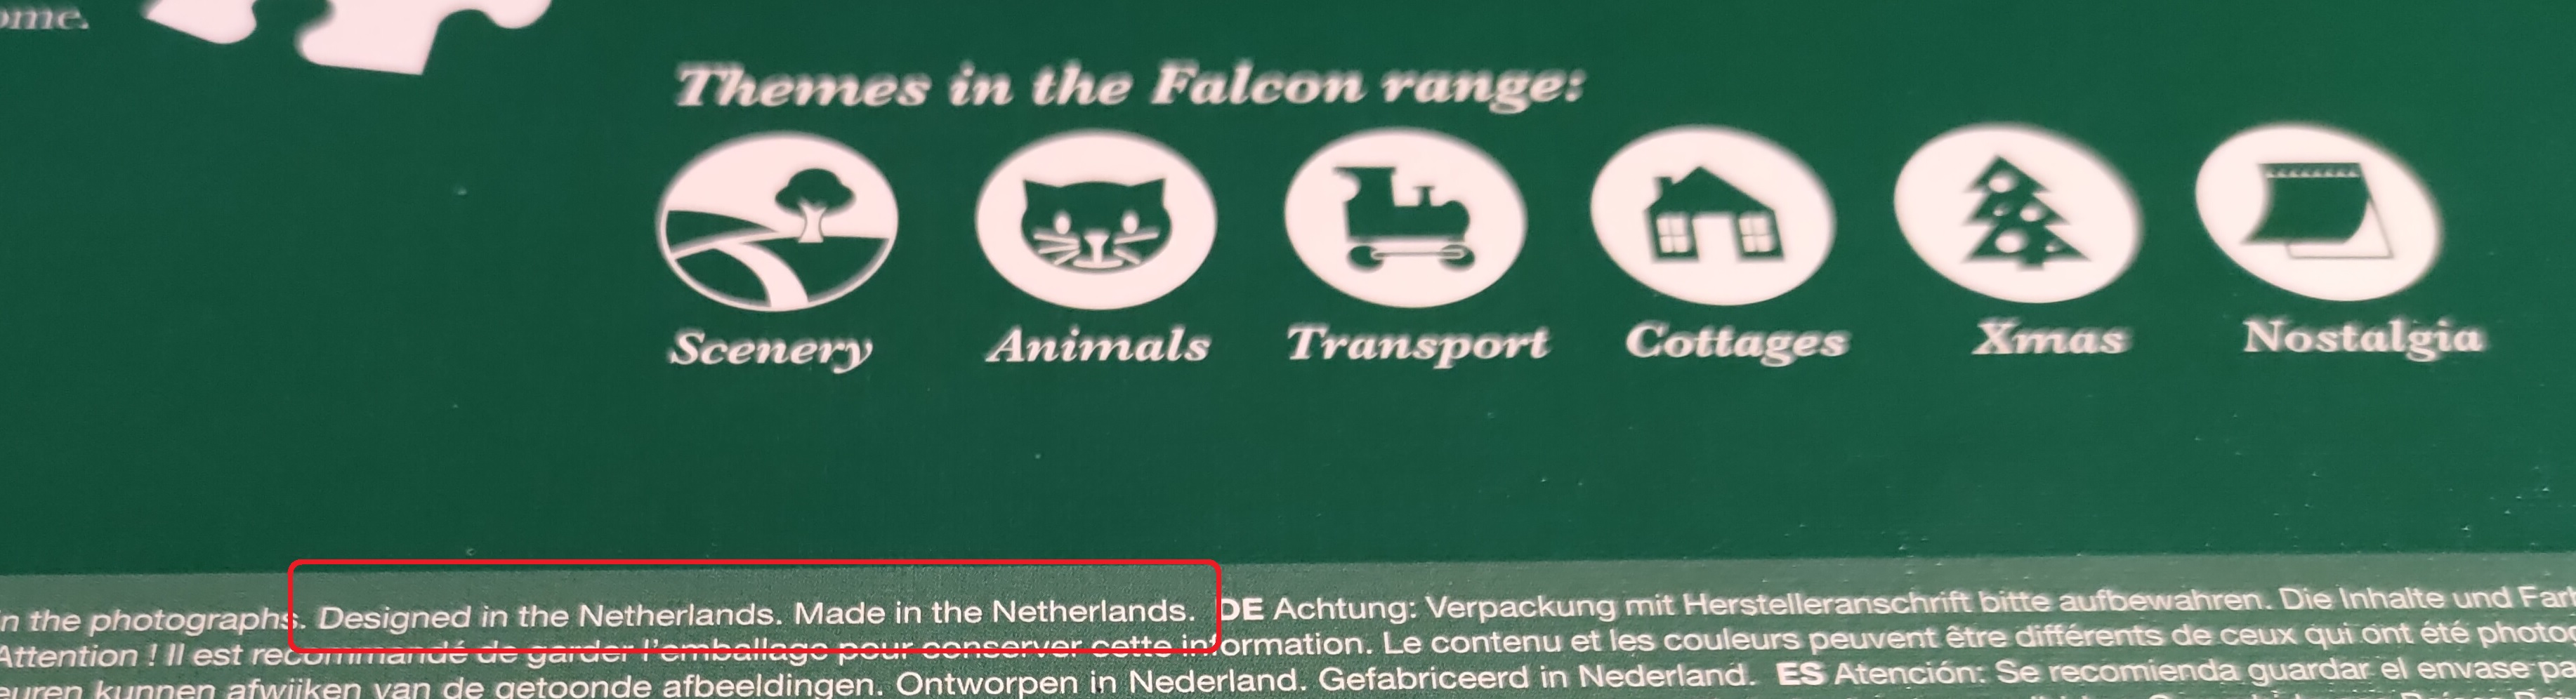 ome.
Themes in the Falcon range:
Scenery Animals Transport Cottages Xmas Nostalgia
in the photographs. Designed in the Netherlands. Made in the Netherlands. DE Achtung: Verpackung mit Herstelleranschrift bitte aufbewahren. Die Inhalte und Farb
Attention ! Il est recommandé de garder l'emballage pour conserver cette information. Le contenu et les couleurs peuvent être différents de ceux qui ont été photo
euren kunnen afwijken van de getoonde afbeeldingen. Ontworpen in Nederland. Gefabriceerd in Nederland. ES Atención: Se recomienda guardar el envase pa